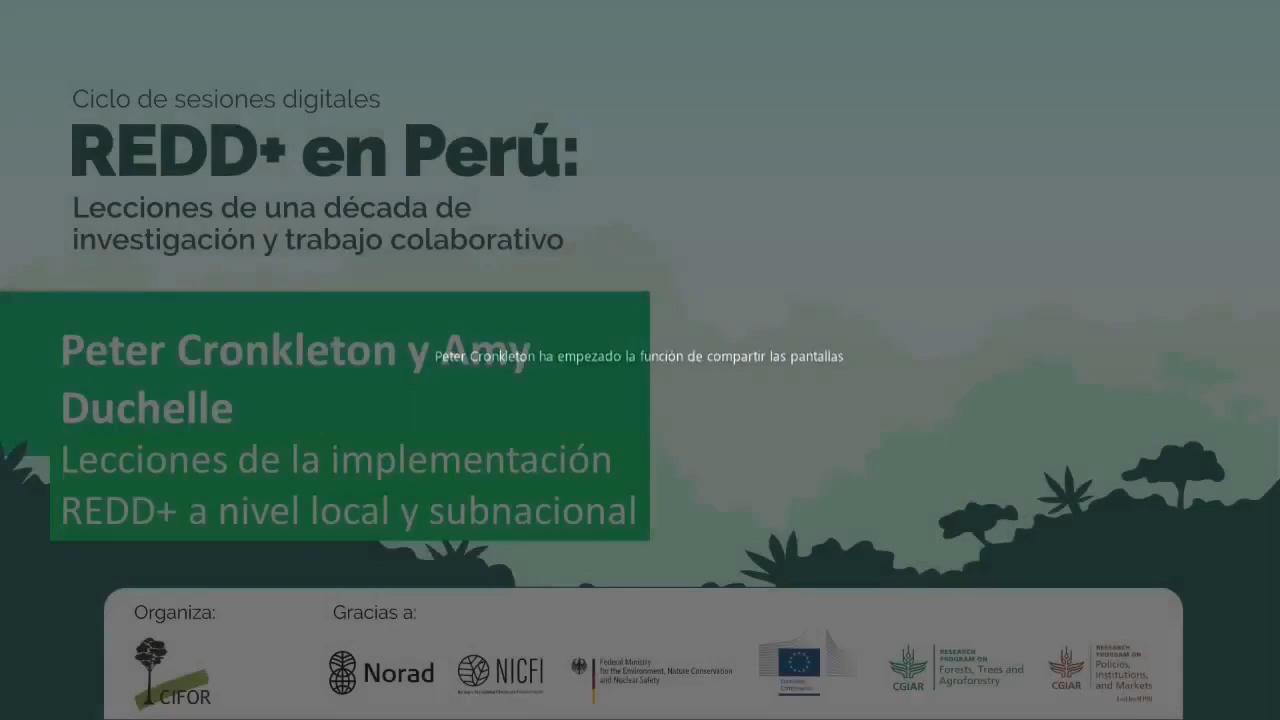 Ciclo de sesiones digitales
REDD+ en Perú:
Lecciones de una década de
investigación y trabajo colaborativo
Peter Cronkleton y Amy
Duchelle
Peter Cronkleton ha empezado la función de compartir las pantallas
Lecciones de la implementación
REDD+ a nivel local y subnacional
Organiza:
Gracias a:
CIFOR
Norad
NICFI
Federal Ministry
for the Environment, Nature Conservation
and Nuclear Safety
CGIAR
RESEARCH
PROGRAM ON
Forests, Trees and
Agroforestry
CGIAR
RESEARCH
PROGRAM ON
Policies,
Institutions,
and Markets